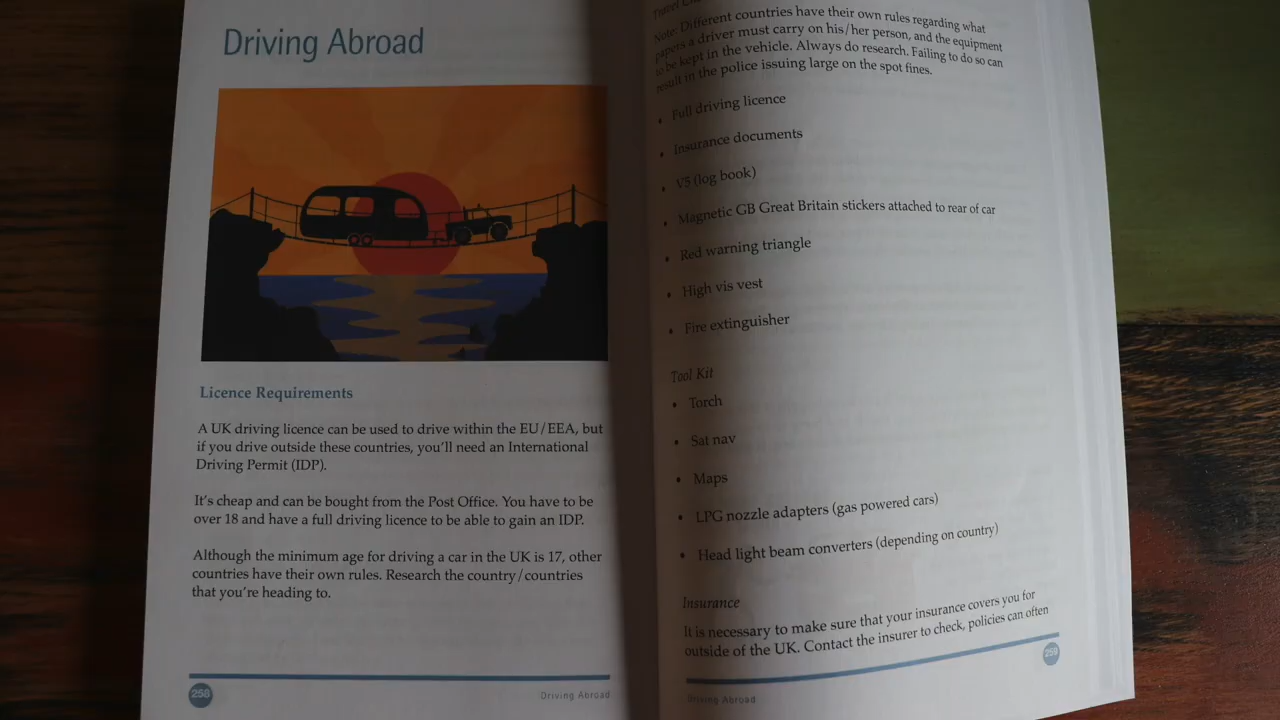 Driving Abroad
Licence Requirements
A UK driving licence can be used to drive within the EU/EEA, but
if you drive outside these countries, you'll need an International
Driving Permit (IDP).
It's cheap and can be bought from the Post Office. You have to be
over 18 and have a full driving licence to be able to gain an IDP.
Although the minimum age for driving a car in the UK is 17, other
countries have their own rules. Research the country/countries
that you're heading to.
258
Driving Abroad
Travel
Note: Different countries have their own rules regarding what
papers a driver must carry on his/her person, and the equipment
to be kept in the vehicle. Always do research. Failing to do so can
result in the police issuing large on the spot fines.
• Full driving licence
• Insurance documents
• V5 (log book)
• Magnetic GB Great Britain stickers attached to rear of car
• Red warning triangle
• High vis vest
• Fire extinguisher
Tool Kit
• Torch
• Sat nav
• Maps
• LPG nozzle adapters (gas powered cars)
• Head light beam converters (depending on country)
Insurance
It is necessary to make sure that your insurance covers you for
outside of the UK. Contact the insurer to check, policies can often
259
Driving Abroad